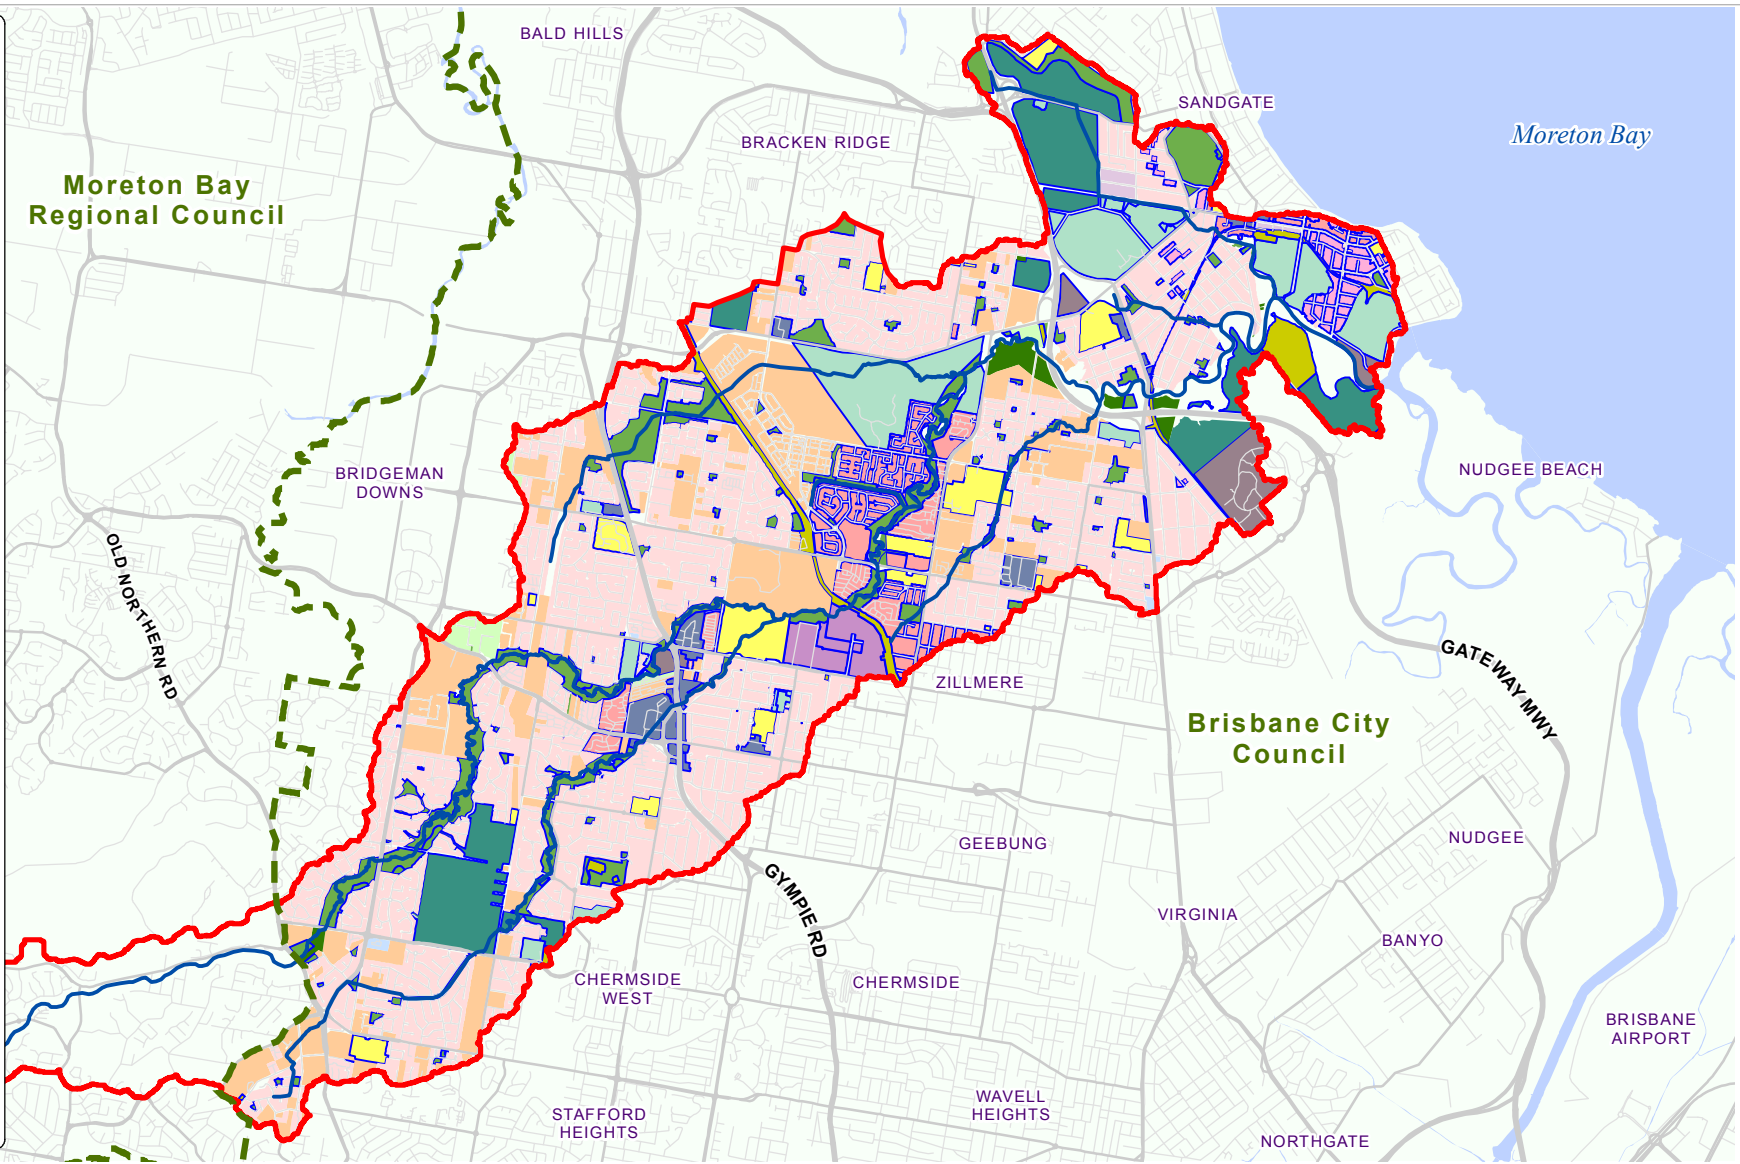 BALD HILLS
SANDGATE
Moreton Bay
BRACKEN RIDGE
Moreton Bay
Regional Council
BRIDGEMAN
DOWNS
NUDGEE BEACH
OLD NORTHERN RD
GATEWAY MWY
ZILLMERE
Brisbane City
Council
GEEBUNG
NUDGEE
GYMPIE RD
VIRGINIA
BANYO
CHERMSIDE
WEST
CHERMSIDE
BRISBANE
AIRPORT
STAFFORD
HEIGHTS
WAVELL
HEIGHTS
NORTHGATE